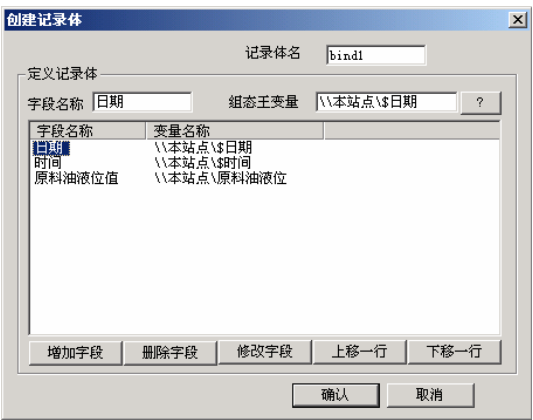 创建记录体
记录体名 bind1
定义记录体
字段名称 日期 组态王变量 \\本站点\$日期 ?
字段名称 变量名称
日期 \\本站点\$日期
时间 \\本站点\$时间
原料油液位值 \\本站点\原料油液位
增加字段 删除字段 修改字段 上移一行 下移一行
确认 取消